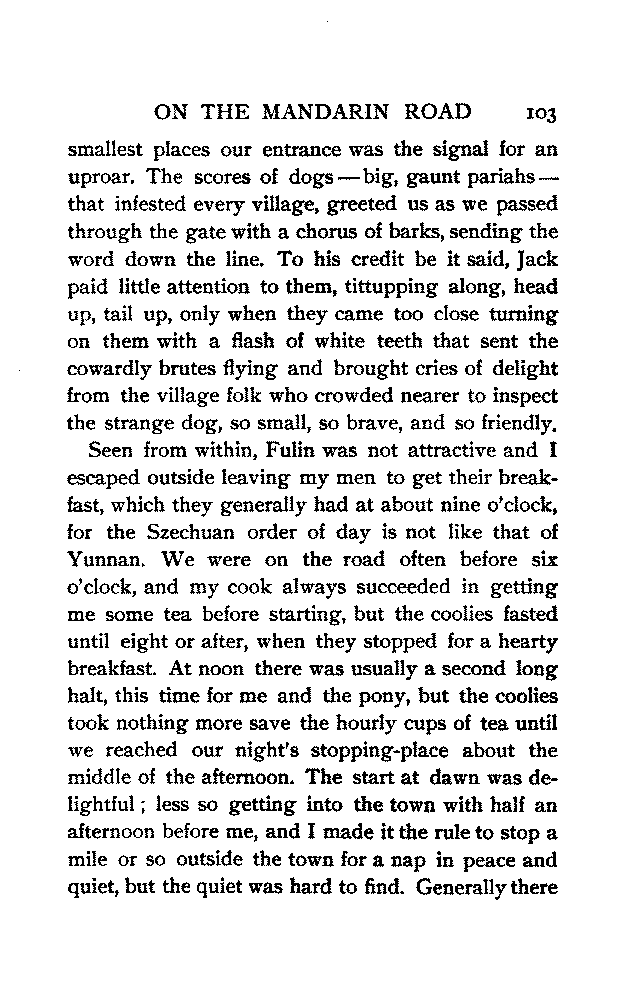 ON THE MANDARIN ROAD 103
smallest places our entrance was the signal for an
uproar. The scores of dogs — big, gaunt pariahs —
that infested every village, greeted us as we passed
through the gate with a chorus of barks, sending the
word down the line. To his credit be it said, Jack
paid little attention to them, tittupping along, head
up, tail up, only when they came too close turning
on them with a flash of white teeth that sent the
cowardly brutes flying and brought cries of delight
from the village folk who crowded nearer to inspect
the strange dog, so small, so brave, and so friendly.
Seen from within, Fulin was not attractive and I
escaped outside leaving my men to get their break-
fast, which they generally had at about nine o'clock,
for the Szechuan order of day is not like that of
Yunnan. We were on the road often before six
o'clock, and my cook always succeeded in getting
me some tea before starting, but the coolies fasted
until eight or after, when they stopped for a hearty
breakfast. At noon there was usually a second long
halt, this time for me and the pony, but the coolies
took nothing more save the hourly cups of tea until
we reached our night's stopping-place about the
middle of the afternoon. The start at dawn was de-
lightful; less so getting into the town with half an
afternoon before me, and I made it the rule to stop a
mile or so outside the town for a nap in peace and
quiet, but the quiet was hard to find. Generally there